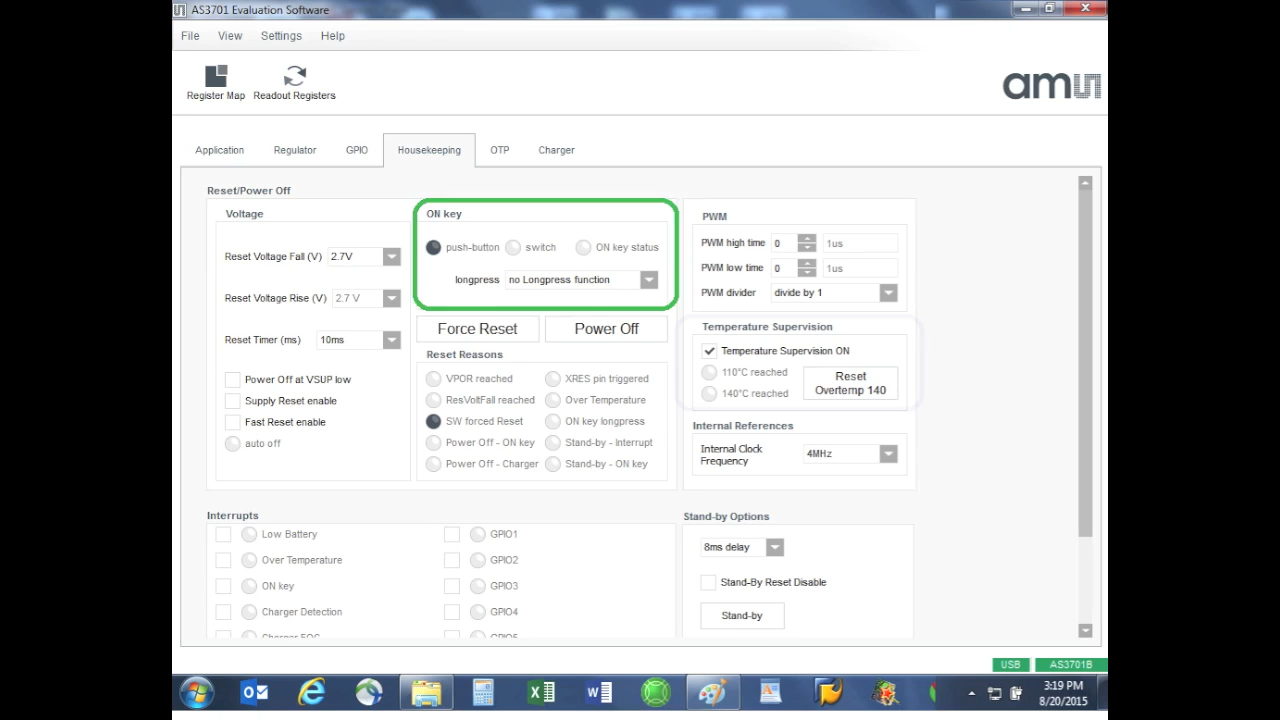 AS3701 Evaluation Software
File View Settings Help
Register Map Readout Registers
amu
Application Regulator GPIO Housekeeping OTP Charger
Reset/Power Off
Voltage
Reset Voltage Fall (V) 2.7V
Reset Voltage Rise (V) 2.7 V
Reset Timer (ms) 10ms
Power Off at VSUP low
Supply Reset enable
Fast Reset enable
auto off
ON key
push-button switch ON key status
longpress no Longpress function
Force Reset Power Off
Reset Reasons
VPOR reached XRES pin triggered
ResVoltFall reached Over Temperature
SW forced Reset ON key longpress
Power Off - ON key Stand-by - Interrupt
Power Off - Charger Stand-by - ON key
PWM
PWM high time 0 1us
PWM low time 0 1us
PWM divider divide by 1
Temperature Supervision
Temperature Supervision ON
110°C reached
140°C reached
Reset
Overtemp 140
Internal References
Internal Clock
Frequency
4MHz
Interrupts
Low Battery GPIO1
Over Temperature GPIO2
ON key GPIO3
Charger Detection GPIO4
Charger EOC GPIO5
Stand-by Options
8ms delay
Stand-By Reset Disable
Stand-by
USB AS3701B
3:19 PM
8/20/2015